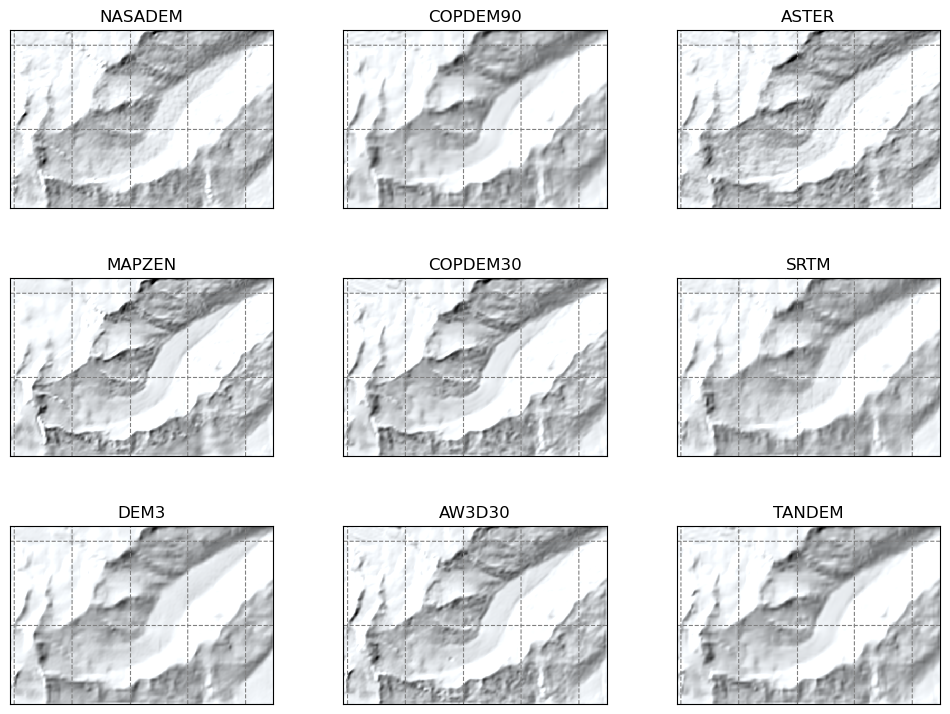 NASADEM
COPDEM90
ASTER
MAPZEN
COPDEM30
SRTM
DEM3
AW3D30
TANDEM